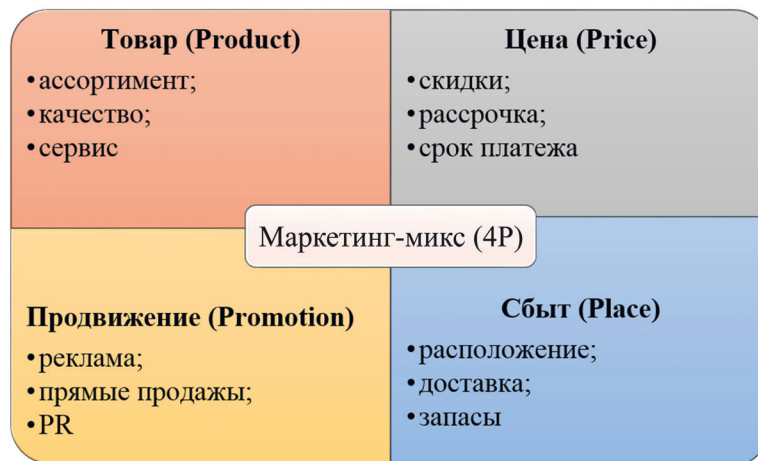 Товар (Product)
•ассортимент;
•качество;
•сервис
Цена (Price)
•скидки;
•рассрочка;
•срок платежа
Маркетинг-микс (4P)
Продвижение (Promotion)
•реклама;
•прямые продажы;
•PR
Сбыт (Place)
•расположение;
•доставка;
•запасы